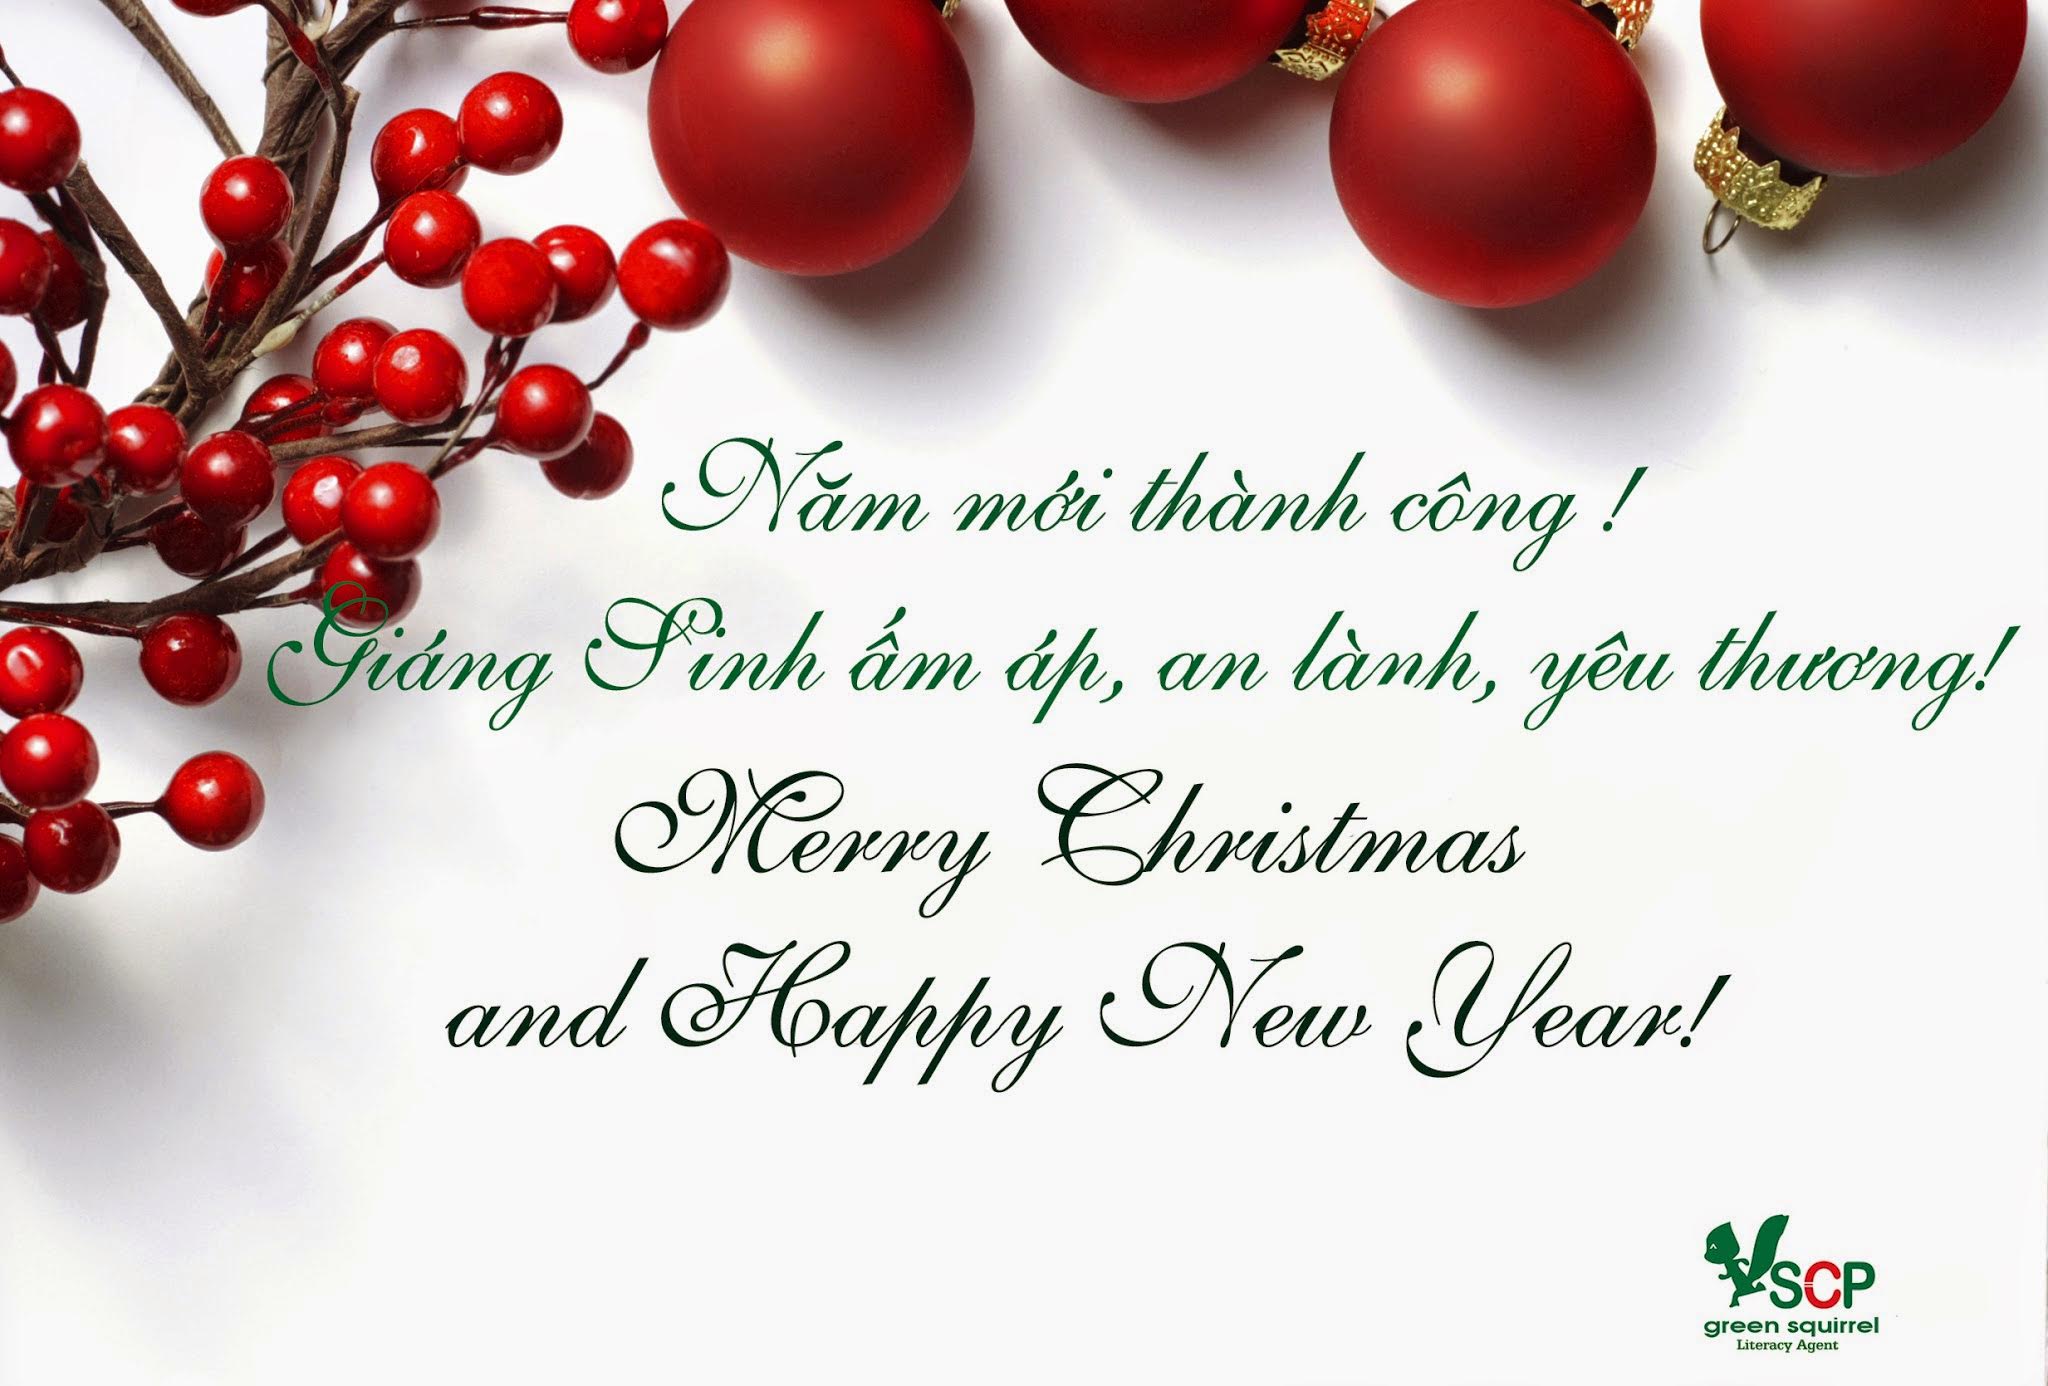 Năm mới thành công !
Giáng Sinh ấm áp, an lành, yêu thương!
Merry Christmas
and Happy New Year!
SCP
green squirrel
Literacy Agent